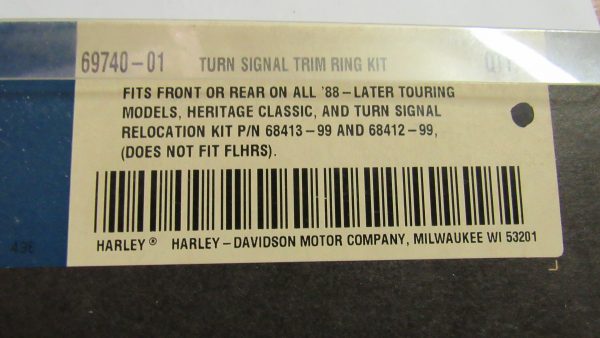 69740-01 TURN SIGNAL TRIM RING KIT
FITS FRONT OR REAR ON ALL '88-LATER TOURING
MODELS, HERITAGE CLASSIC, AND TURN SIGNAL
RELOCATION KIT P/N 68413-99 AND 68412-99,
(DOES NOT FIT FLHRS).
HARLEY® HARLEY-DAVIDSON MOTOR COMPANY, MILWAUKEE WI 53201